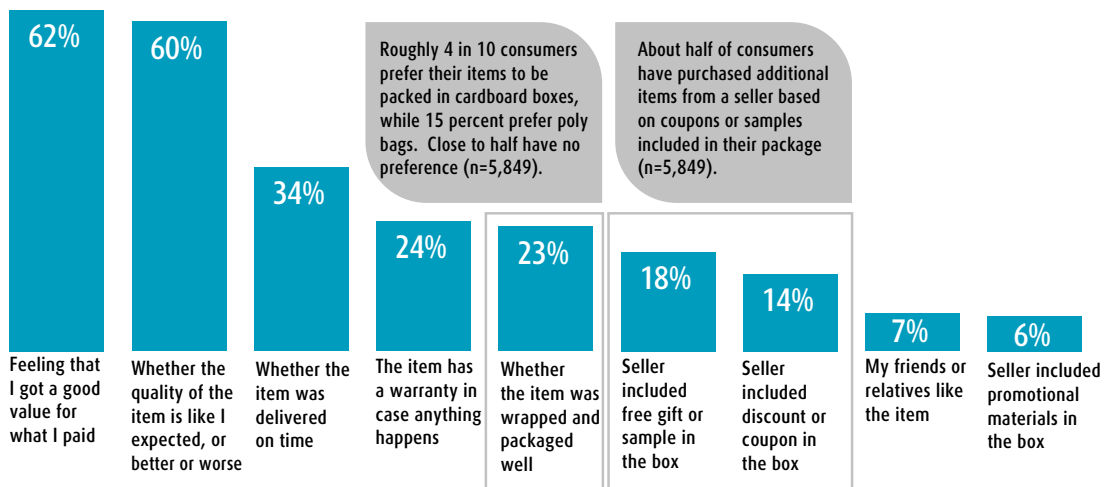 62%
60%
34%
24%
23%
18%
14%
7%
6%
Roughly 4 in 10 consumers
prefer their items to be
packed in cardboard boxes,
while 15 percent prefer poly
bags.  Close to half have no
preference (n=5,849).
About half of consumers
have purchased additional
items from a seller based
on coupons or samples
included in their package
(n=5,849).
Feeling that
I got a good
value for
what I paid
Whether the
quality of the
item is like I
expected, or
better or worse
Whether the
item was
delivered
on time
The item has
a warranty in
case anything
happens
Whether
the item was
wrapped and
packaged
well
Seller
included
free gift or
sample in
the box
Seller
included
discount or
coupon in
the box
My friends or
relatives like
the item
Seller included
promotional
materials in
the box